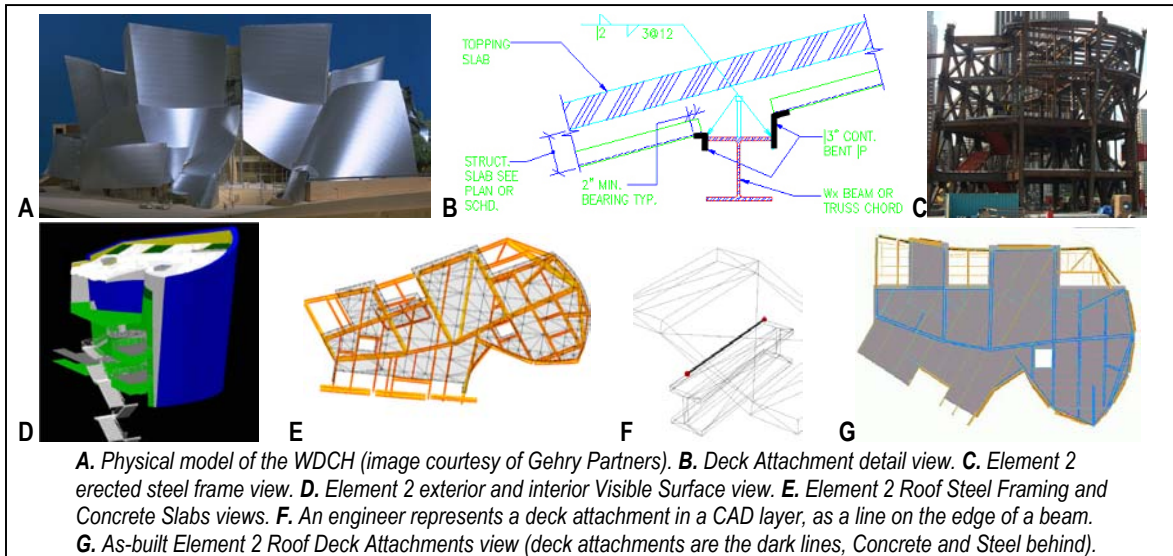 TOPPING
SLAB
2
3@12
STRUCT.
SLAB SEE
PLAN OR
SCHD.
2" MIN.
BEARING TYP.
3" CONT.
BENT P
Wx BEAM OR
TRUSS CHORD
A
B
C
D
E
F
G
A. Physical model of the WDCH (image courtesy of Gehry Partners). B. Deck Attachment detail view. C. Element 2
erected steel frame view. D. Element 2 exterior and interior Visible Surface view. E. Element 2 Roof Steel Framing and
Concrete Slabs views. F. An engineer represents a deck attachment in a CAD layer, as a line on the edge of a beam.
G. As-built Element 2 Roof Deck Attachments view (deck attachments are the dark lines, Concrete and Steel behind).